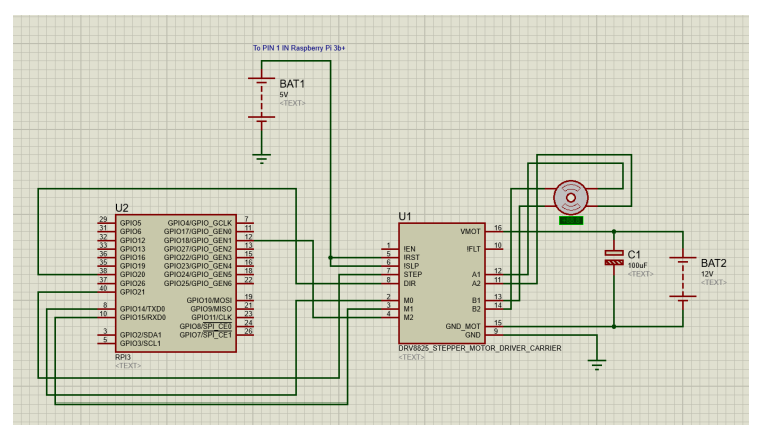 To PIN 1 IN Raspberry Pi 3b+
BAT1
5V
<TEXT>
U2
29 GPIO5
31 GPIO6
32 GPIO12
33 GPIO13
36 GPIO16
35 GPIO19
38 GPIO20
37 GPIO26
40 GPIO21
8 GPIO14/TXD0
10 GPIO15/RXD0
3 GPIO2/SDA1
5 GPIO3/SCL1
GPIO4/GPIO_GCLK 7
GPIO17/GPIO_GEN0 11
GPIO18/GPIO_GEN1 12
GPIO27/GPIO_GEN2 13
GPIO22/GPIO_GEN3 15
GPIO23/GPIO_GEN4 16
GPIO24/GPIO_GEN5 18
GPIO25/GPIO_GEN6 22
GPIO10/MOSI 19
GPIO9/MISO 21
GPIO11/CLK 23
GPIO8/SPI_CE0 24
GPIO7/SPI_CE1 26
RPI3
<TEXT>
U1
1 !EN
5 !RST
6 !SLP
7 STEP
8 DIR
2 M0
3 M1
4 M2
VMOT 16
!FLT 10
A1 12
A2 11
B1 13
B2 14
GND_MOT 15
GND 9
DRV8825_STEPPER_MOTOR_DRIVER_CARRIER
<TEXT>
C1
100uF
<TEXT>
BAT2
12V
<TEXT>